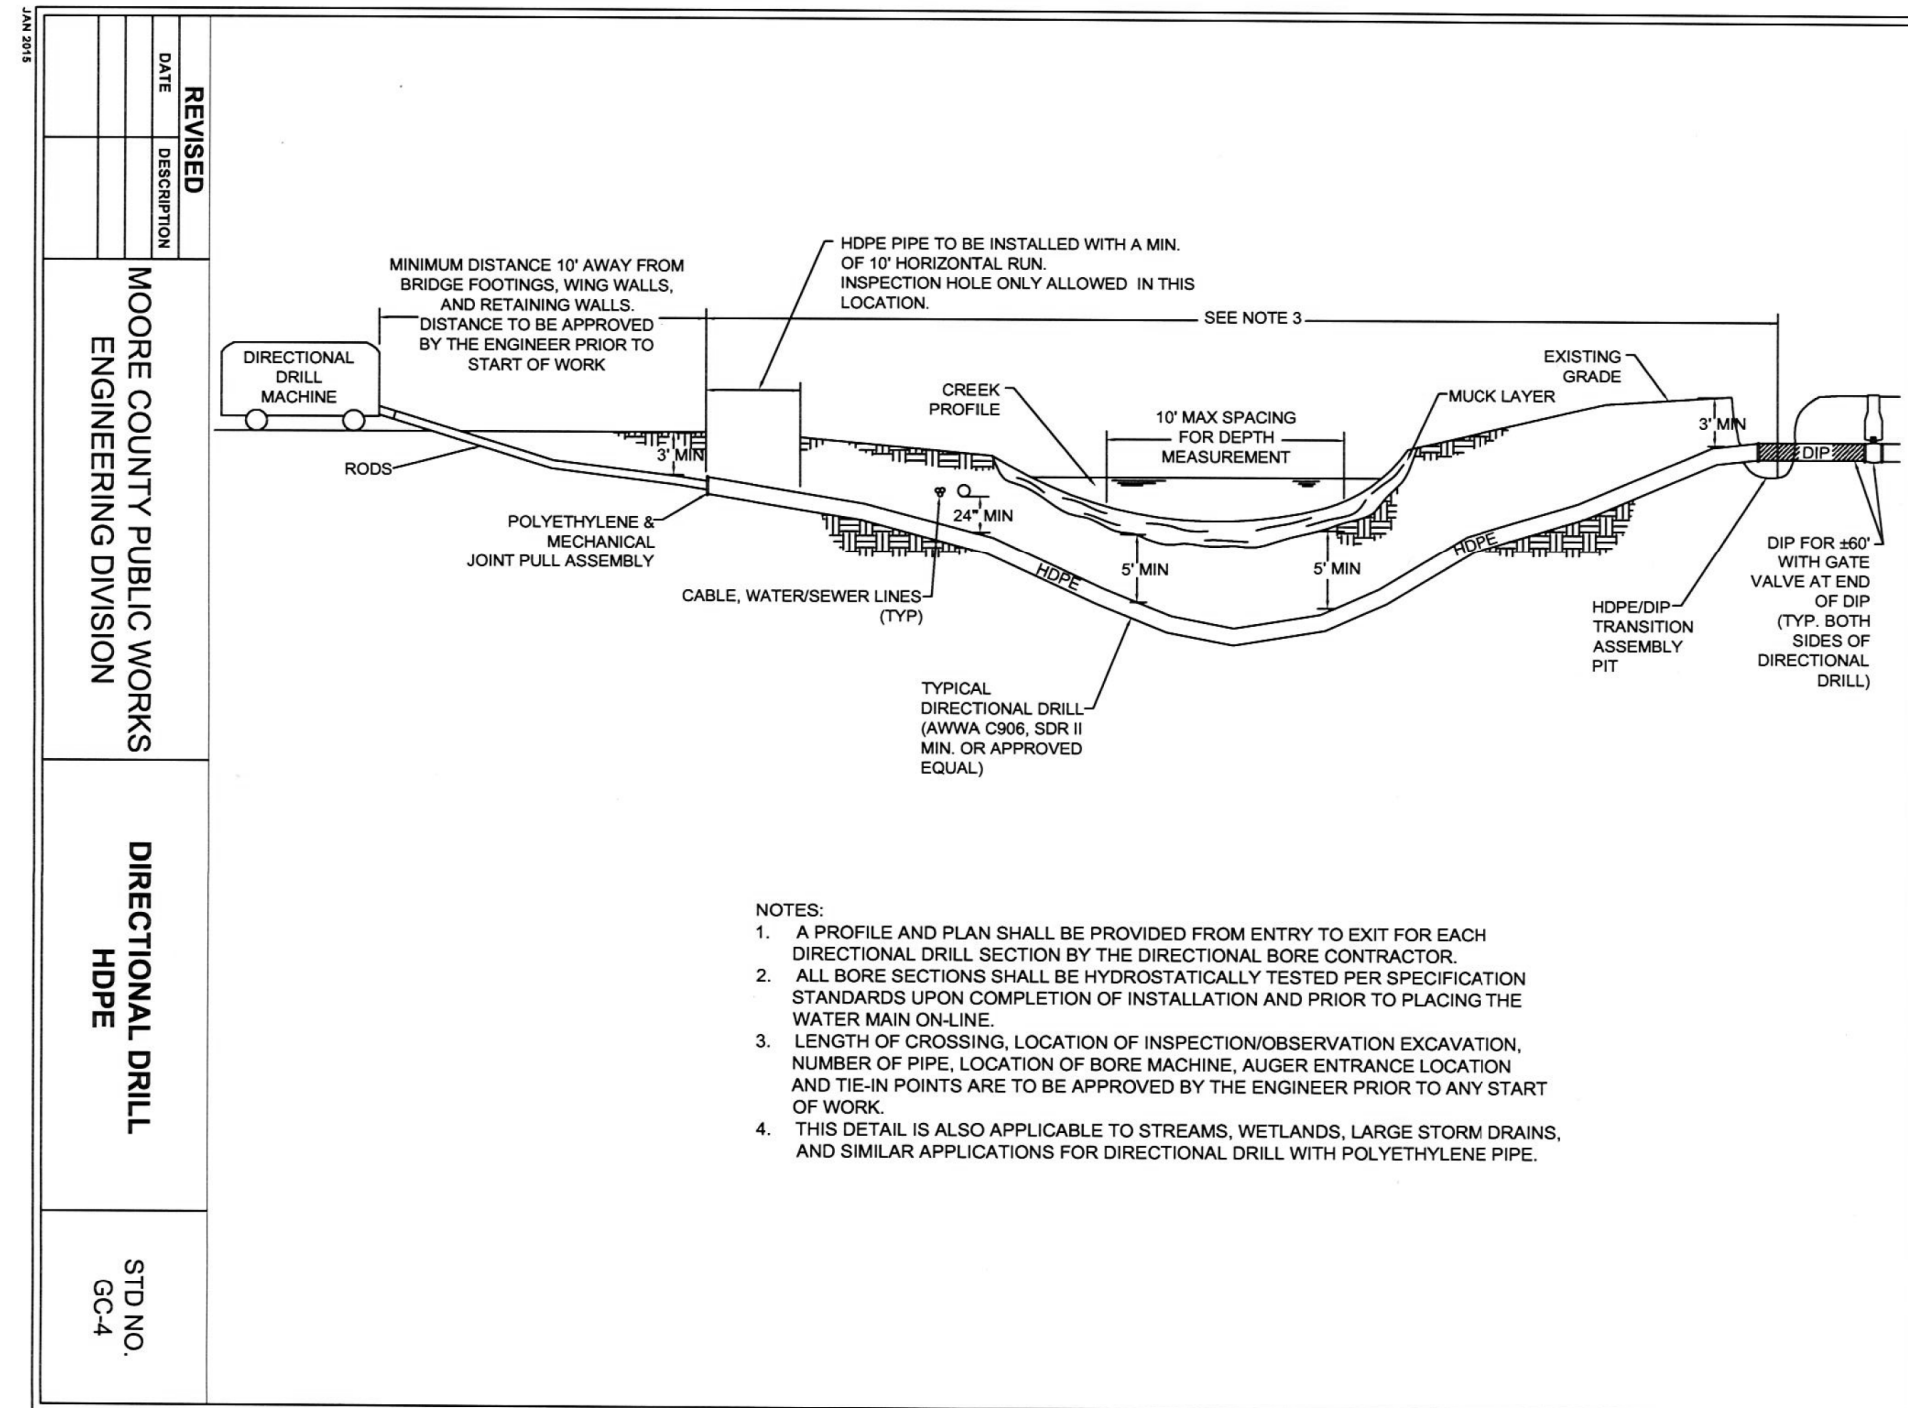 JAN 2015
REVISED
DATE
DESCRIPTION
MOORE COUNTY PUBLIC WORKS
ENGINEERING DIVISION
DIRECTIONAL DRILL
HDPE
STD NO.
GC-4
MINIMUM DISTANCE 10' AWAY FROM
BRIDGE FOOTINGS, WING WALLS,
AND RETAINING WALLS.
DISTANCE TO BE APPROVED
BY THE ENGINEER PRIOR TO
START OF WORK
HDPE PIPE TO BE INSTALLED WITH A MIN.
OF 10' HORIZONTAL RUN.
INSPECTION HOLE ONLY ALLOWED IN THIS
LOCATION.
SEE NOTE 3
DIRECTIONAL
DRILL
MACHINE
CREEK
PROFILE
10' MAX SPACING
FOR DEPTH
MEASUREMENT
MUCK LAYER
EXISTING
GRADE
3' MIN
3' MIN
DIP
RODS
24" MIN
POLYETHYLENE &
MECHANICAL
JOINT PULL ASSEMBLY
CABLE, WATER/SEWER LINES
(TYP)
HDPE
5' MIN
5' MIN
HDPE
HDPE/DIP
TRANSITION
ASSEMBLY
PIT
DIP FOR ±60'
WITH GATE
VALVE AT END
OF DIP
(TYP. BOTH
SIDES OF
DIRECTIONAL
DRILL)
TYPICAL
DIRECTIONAL DRILL
(AWWA C906, SDR II
MIN. OR APPROVED
EQUAL)
NOTES:
1. A PROFILE AND PLAN SHALL BE PROVIDED FROM ENTRY TO EXIT FOR EACH
DIRECTIONAL DRILL SECTION BY THE DIRECTIONAL BORE CONTRACTOR.
2. ALL BORE SECTIONS SHALL BE HYDROSTATICALLY TESTED PER SPECIFICATION
STANDARDS UPON COMPLETION OF INSTALLATION AND PRIOR TO PLACING THE
WATER MAIN ON-LINE.
3. LENGTH OF CROSSING, LOCATION OF INSPECTION/OBSERVATION EXCAVATION,
NUMBER OF PIPE, LOCATION OF BORE MACHINE, AUGER ENTRANCE LOCATION
AND TIE-IN POINTS ARE TO BE APPROVED BY THE ENGINEER PRIOR TO ANY START
OF WORK.
4. THIS DETAIL IS ALSO APPLICABLE TO STREAMS, WETLANDS, LARGE STORM DRAINS,
AND SIMILAR APPLICATIONS FOR DIRECTIONAL DRILL WITH POLYETHYLENE PIPE.